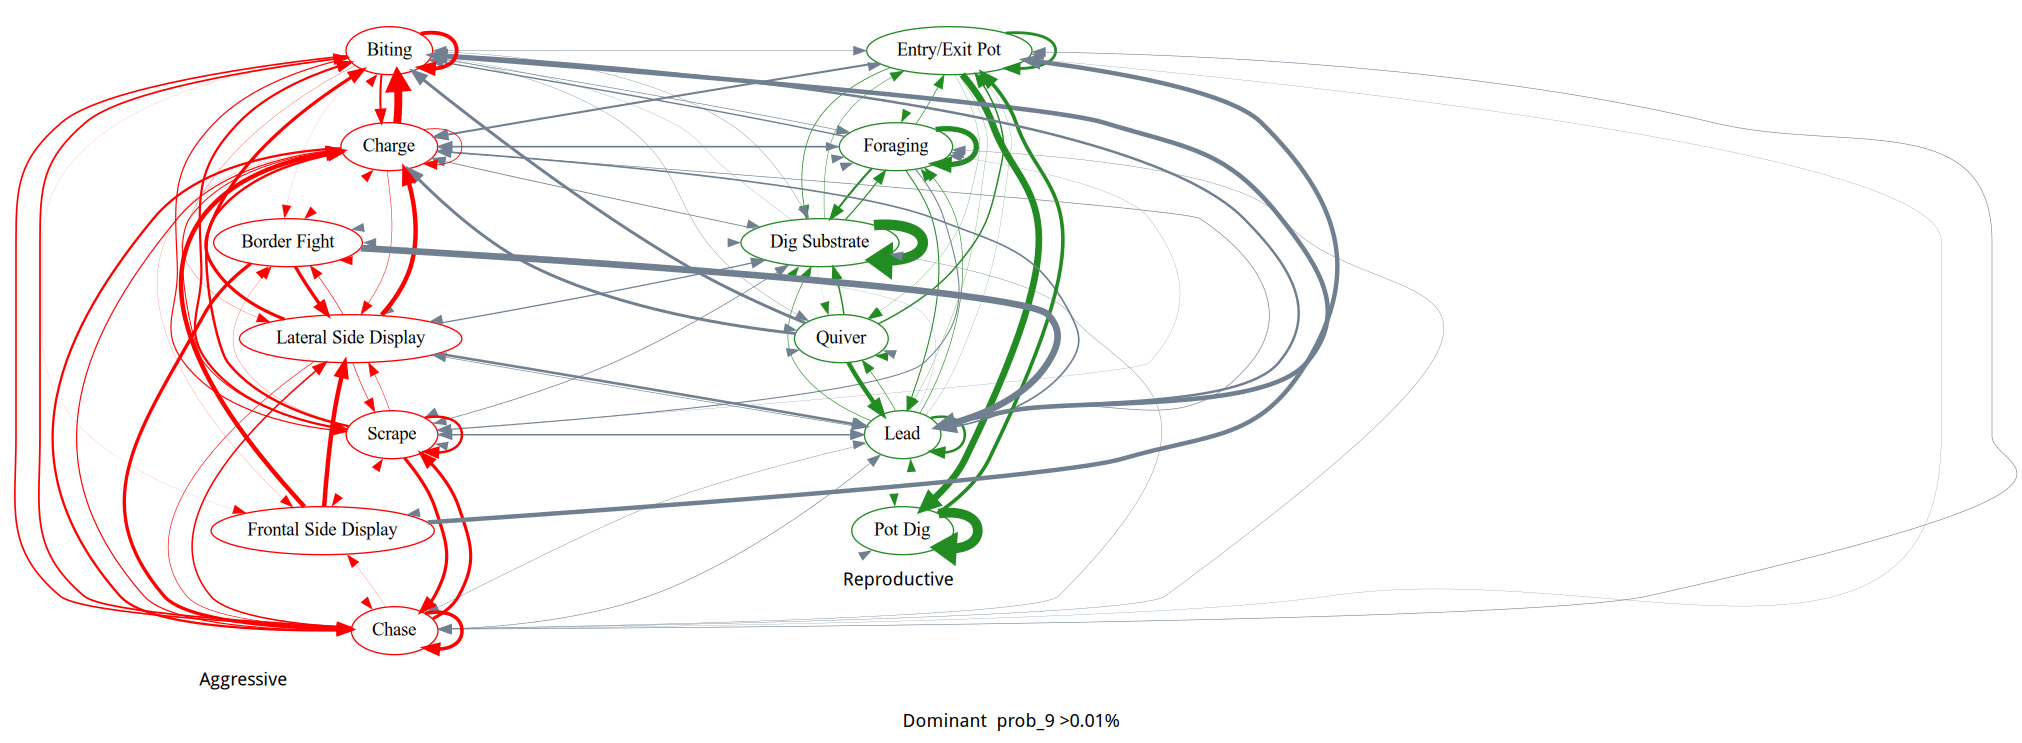 Biting
Entry/Exit Pot
Charge
Foraging
Border Fight
Dig Substrate
Lateral Side Display
Quiver
Scrape
Lead
Frontal Side Display
Pot Dig
Reproductive
Chase
Aggressive
Dominant  prob_9 >0.01%